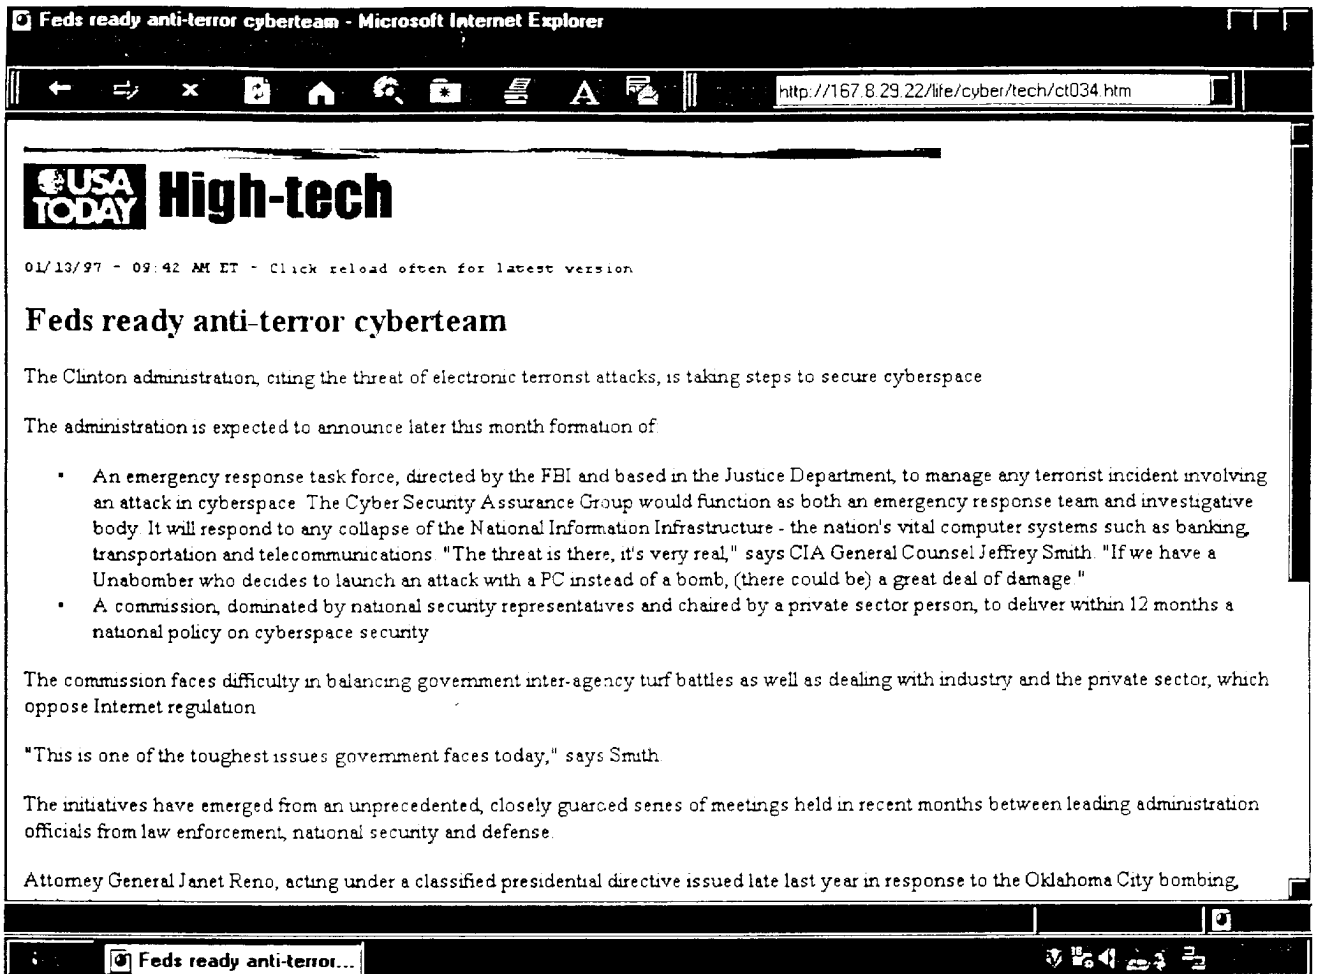 Feds ready anti-terror cyberteam - Microsoft Internet Explorer
http://167.8.29.22/life/cyber/tech/ct034.htm
USA
TODAY
High-tech
01/13/97 - 09:42 AM ET - Click reload often for latest version
Feds ready anti-terror cyberteam
The Clinton administration, citing the threat of electronic terrorist attacks, is taking steps to secure cyberspace
The administration is expected to announce later this month formation of:
· An emergency response task force, directed by the FBI and based in the Justice Department, to manage any terrorist incident involving
an attack in cyberspace. The Cyber Security Assurance Group would function as both an emergency response team and investigative
body. It will respond to any collapse of the National Information Infrastructure - the nation's vital computer systems such as banking,
transportation and telecommunications. "The threat is there, it's very real," says CIA General Counsel Jeffrey Smith. "If we have a
Unabomber who decides to launch an attack with a PC instead of a bomb, (there could be) a great deal of damage."
· A commission, dominated by national security representatives and chaired by a private sector person, to deliver within 12 months a
national policy on cyberspace security
The commission faces difficulty in balancing government inter-agency turf battles as well as dealing with industry and the private sector, which
oppose Internet regulation
"This is one of the toughest issues government faces today," says Smith.
The initiatives have emerged from an unprecedented, closely guarded series of meetings held in recent months between leading administration
officials from law enforcement, national security and defense.
Attorney General Janet Reno, acting under a classified presidential directive issued late last year in response to the Oklahoma City bombing,
Feds ready anti-terror...